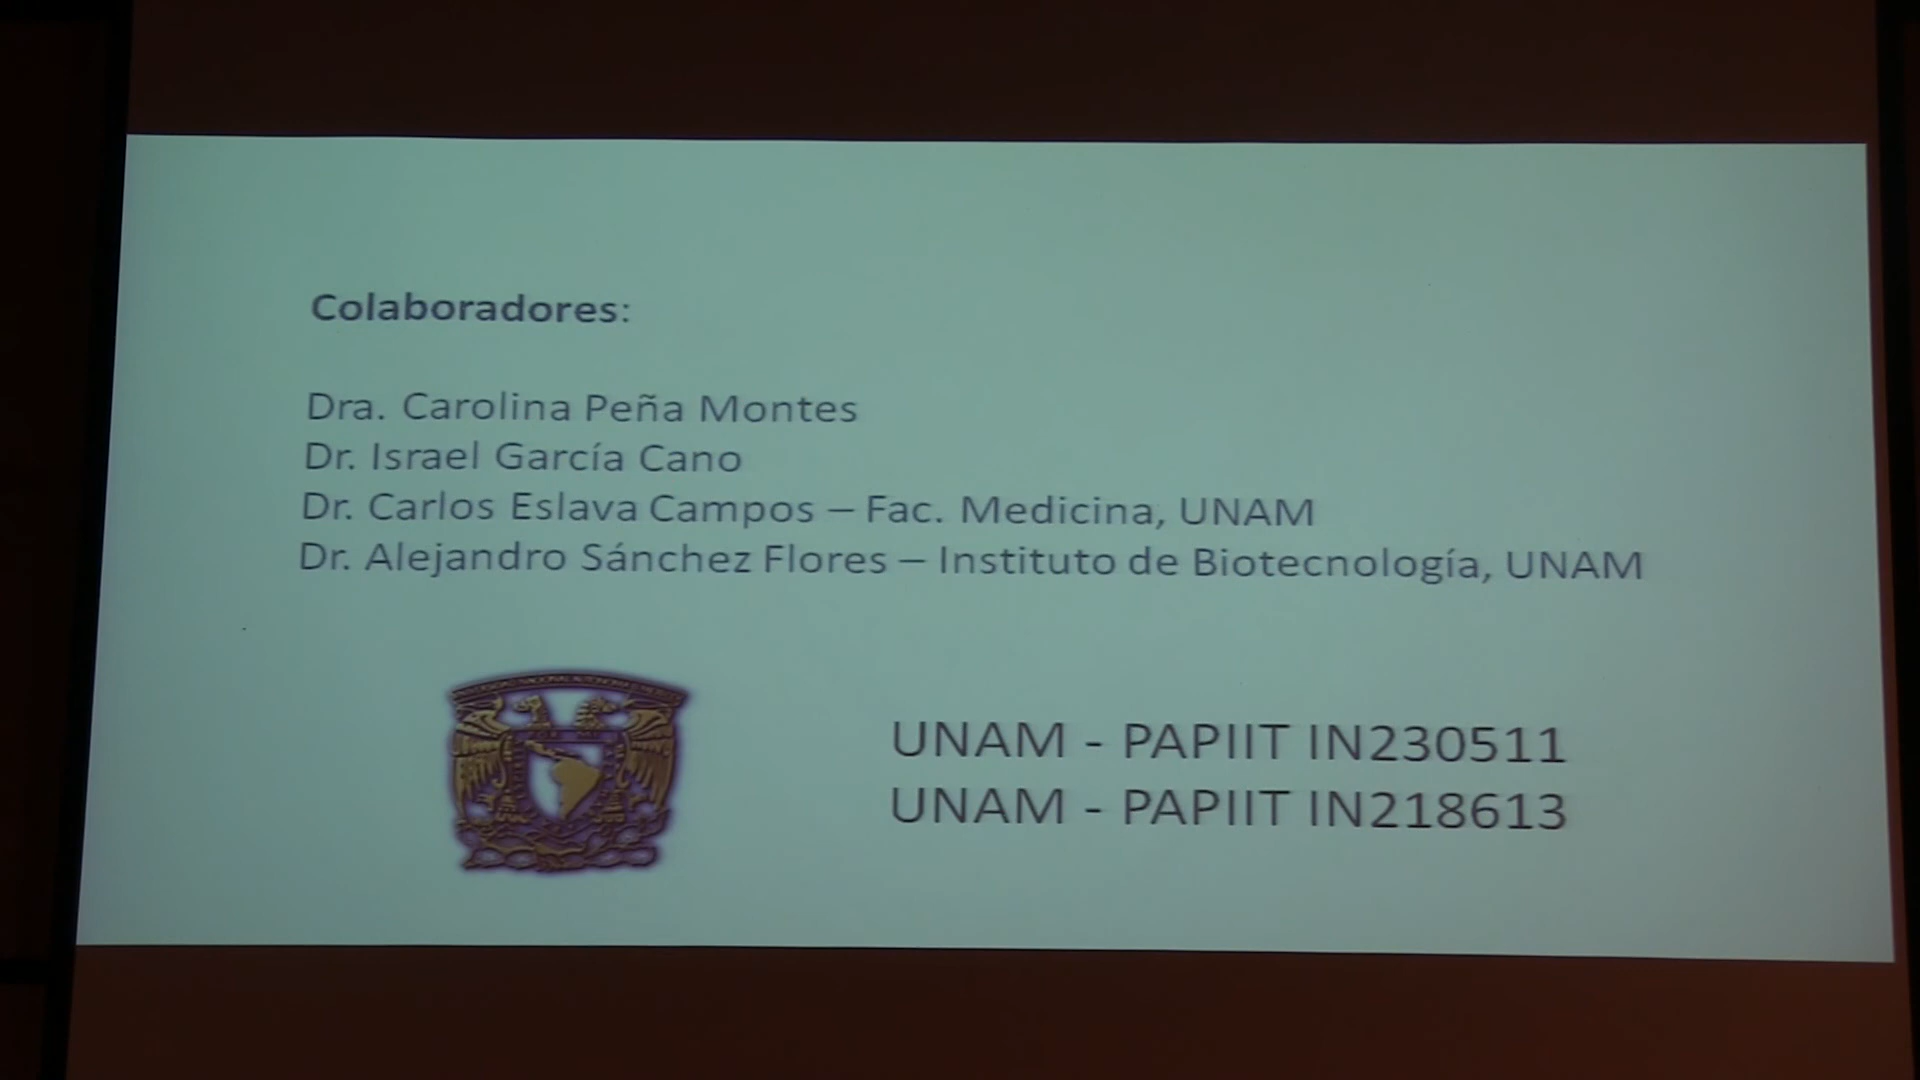 Colaboradores:
Dra. Carolina Peña Montes
Dr. Israel García Cano
Dr. Carlos Eslava Campos – Fac. Medicina, UNAM
Dr. Alejandro Sánchez Flores – Instituto de Biotecnología, UNAM
UNAM - PAPIIT IN230511
UNAM - PAPIIT IN218613